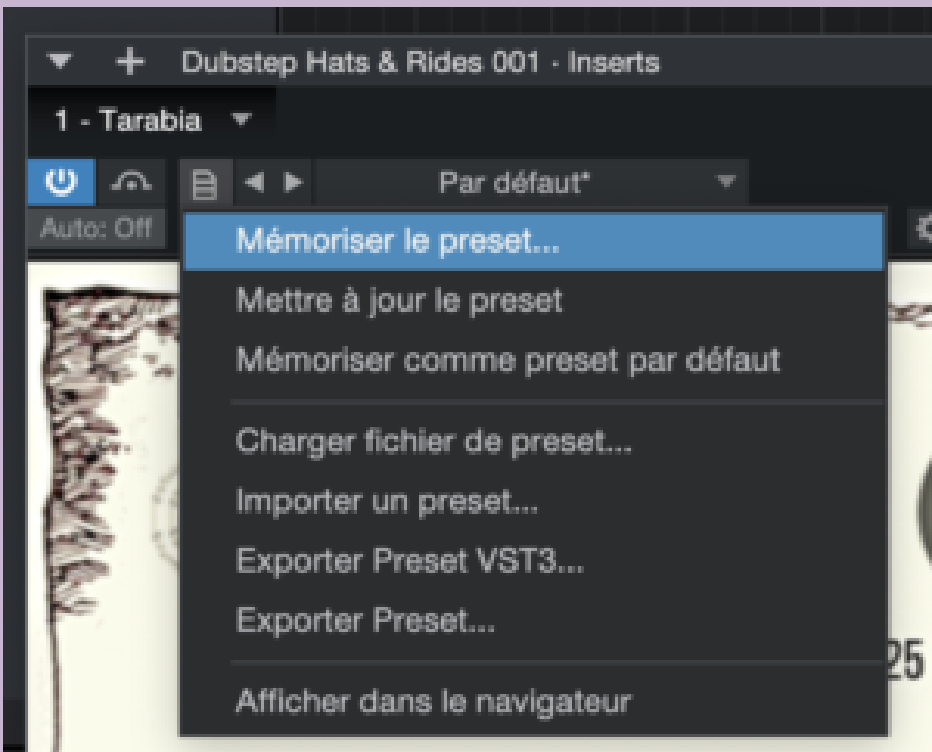 Dubstep Hats & Rides 001 - Inserts
1 - Tarabia
Par défaut*
Auto: Off
Mémoriser le preset...
Mettre à jour le preset
Mémoriser comme preset par défaut
Charger fichier de preset...
Importer un preset...
Exporter Preset VST3...
Exporter Preset...
25
Afficher dans le navigateur